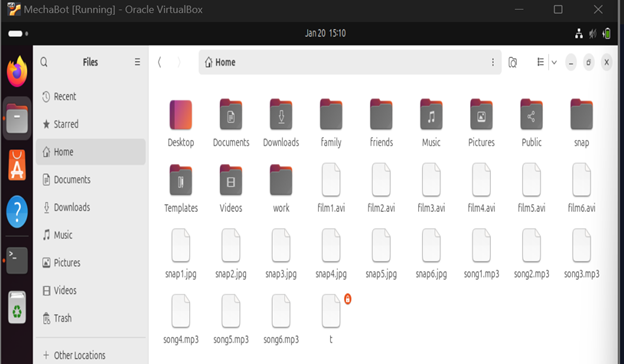 MechaBot [Running] - Oracle VirtualBox
Jan 20 15:10
Files
Home
Recent
Starred
Home
Documents
Downloads
Music
Pictures
Videos
Trash
Other Locations
Desktop Documents Downloads family friends Music Pictures Public snap
Templates Videos work film1.avi film2.avi film3.avi film4.avi film5.avi film6.avi
snap1.jpg snap2.jpg snap3.jpg snap4.jpg snap5.jpg snap6.jpg song1.mp3 song2.mp3 song3.mp3
song4.mp3 song5.mp3 song6.mp3 t